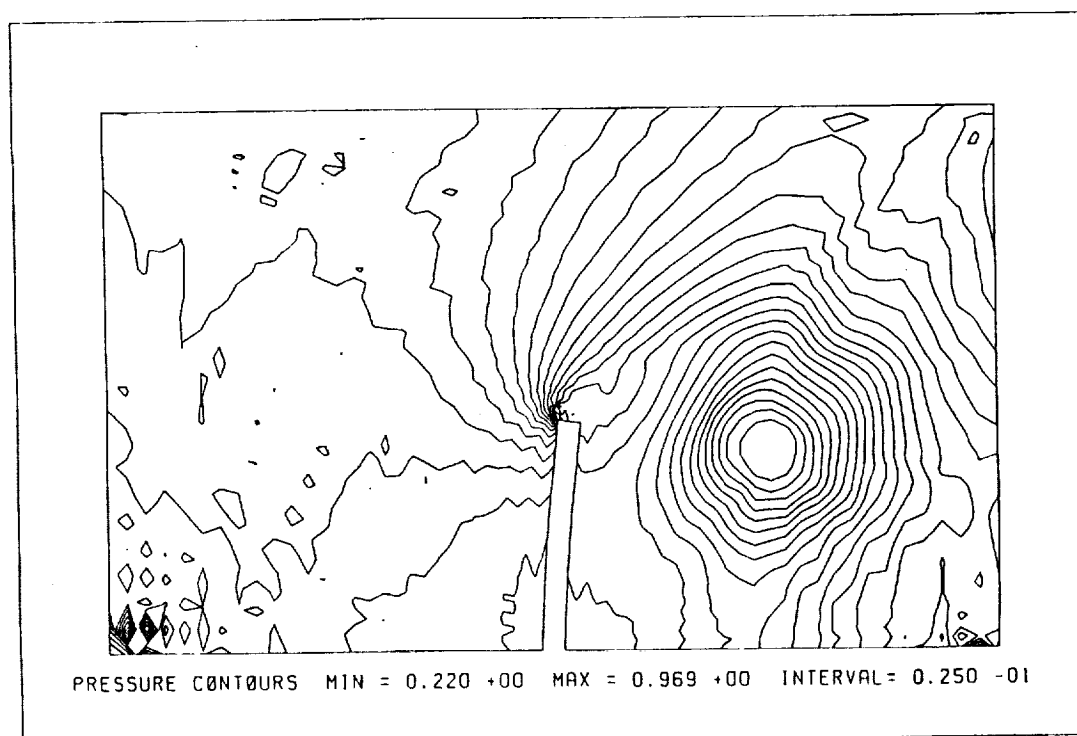 PRESSURE CØNTØURS MIN = 0.220 +00 MAX = 0.969 +00 INTERVAL= 0.250 -01